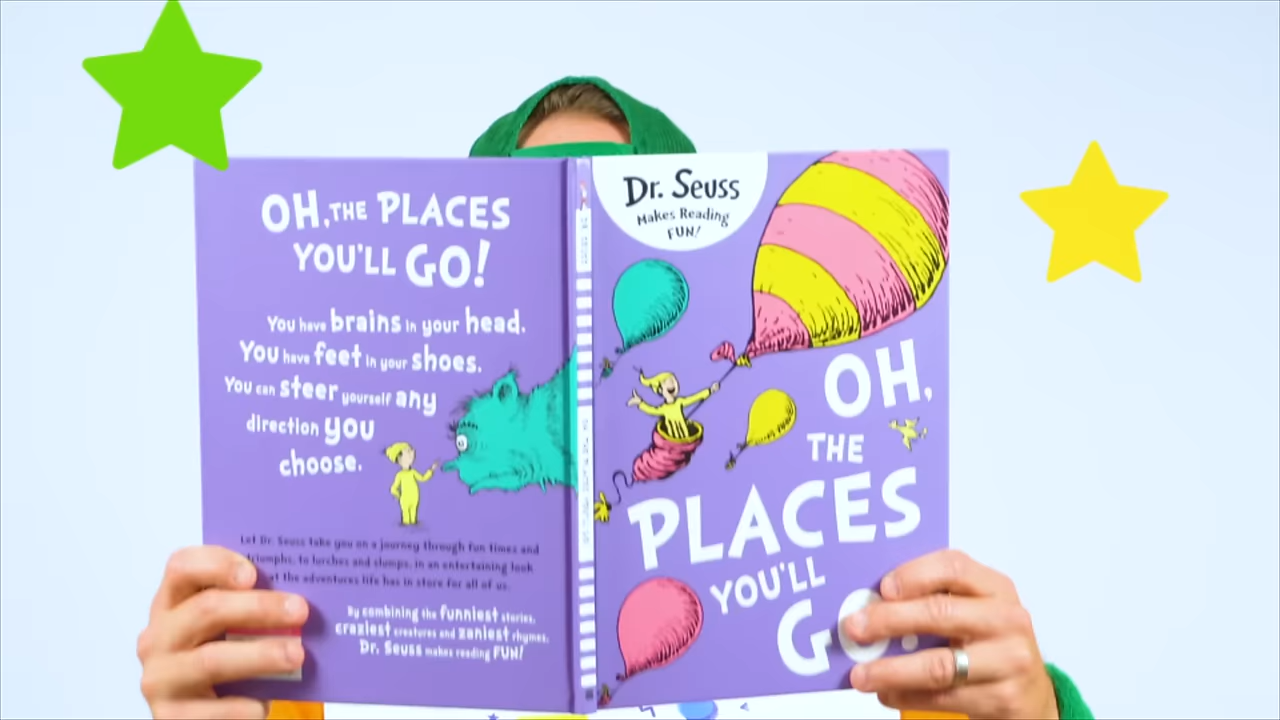 OH, THE PLACES
YOU'LL GO!
You have brains in your head.
You have feet in your shoes.
You can steer yourself any
direction you
choose.
Let Dr. Seuss take you on a journey through fun times and
triumphs, to lurches and slumps, in an entertaining look
at the adventures life has in store for all of us.
By combining the funniest stories,
craziest creatures and zaniest rhymes,
Dr. Seuss makes reading FUN!
Dr. Seuss
Makes Reading
FUN!
OH,
THE
PLACES
YOU'LL
GO!